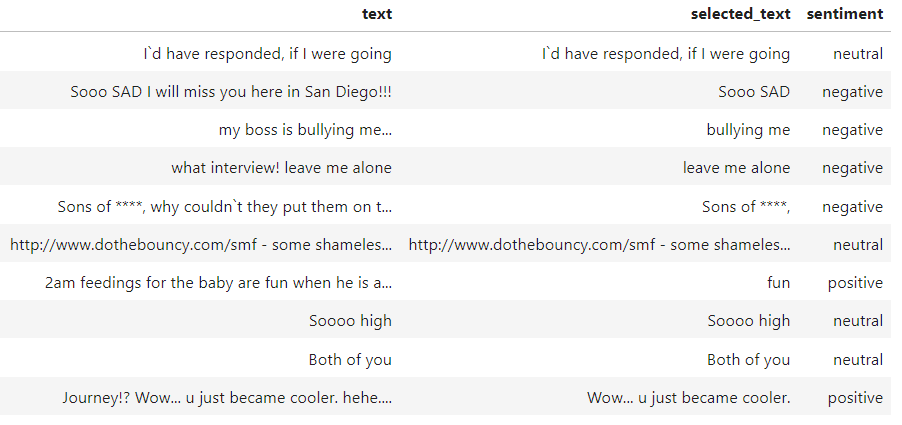 text selected_text sentiment
I`d have responded, if I were going I`d have responded, if I were going neutral
Sooo SAD I will miss you here in San Diego!!! Sooo SAD negative
my boss is bullying me... bullying me negative
what interview! leave me alone leave me alone negative
Sons of ****, why couldn`t they put them on t... Sons of ****, negative
http://www.dothebouncy.com/smf - some shameles... http://www.dothebouncy.com/smf - some shameles... neutral
2am feedings for the baby are fun when he is a... fun positive
Soooo high Soooo high neutral
Both of you Both of you neutral
Journey!? Wow... u just became cooler. hehe.... Wow... u just became cooler. positive